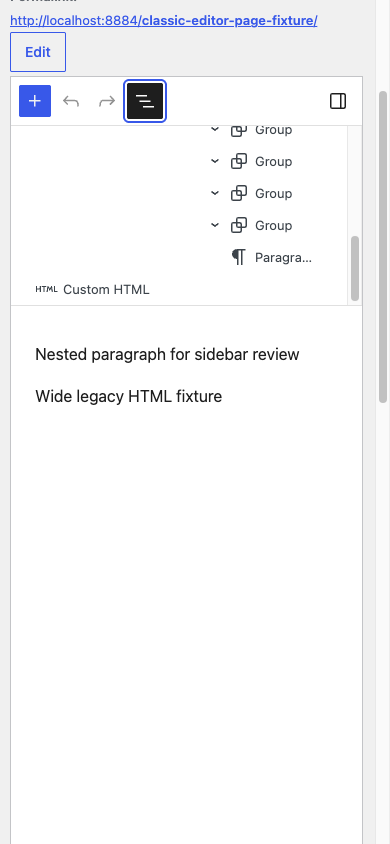 http://localhost:8884/classic-editor-page-fixture/
Edit
Group
Group
Group
Group
Paragra...
HTML Custom HTML
Nested paragraph for sidebar review
Wide legacy HTML fixture